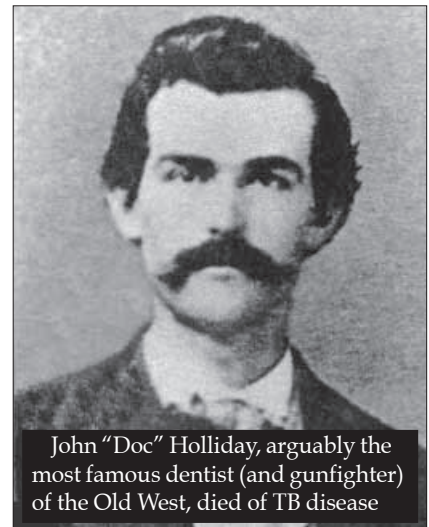 John “Doc” Holliday, arguably the
most famous dentist (and gunfighter)
of the Old West, died of TB disease